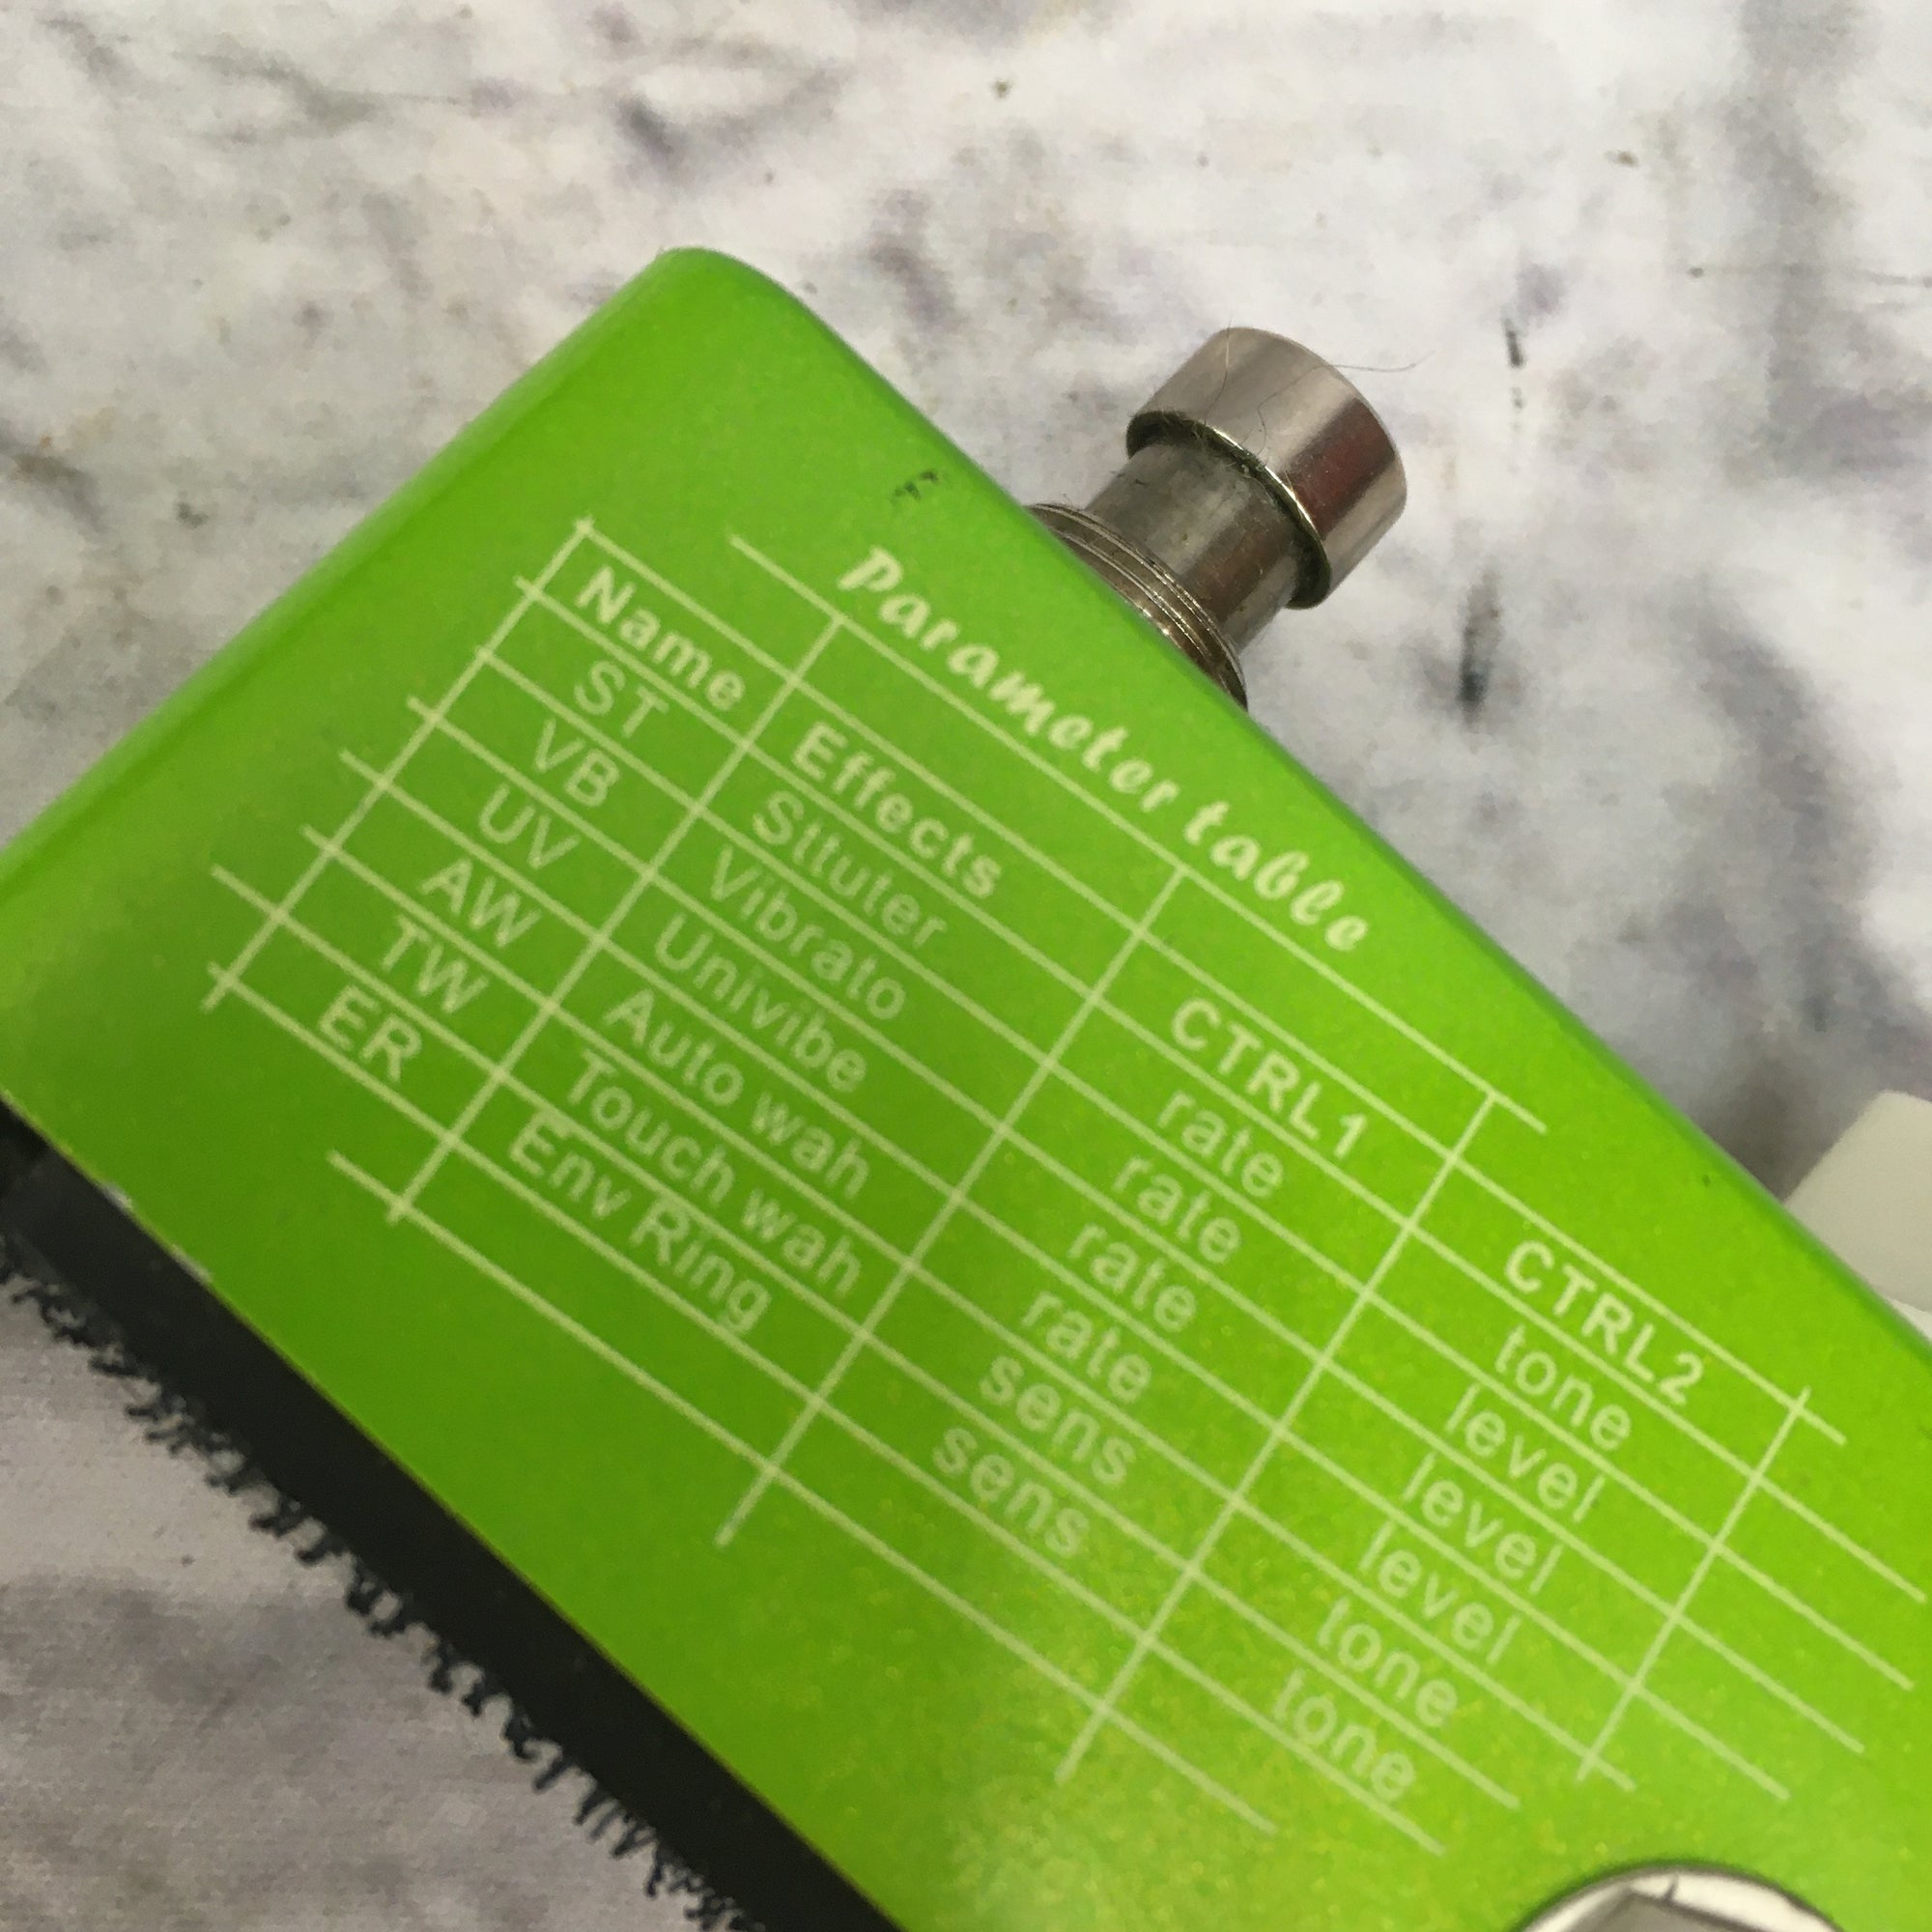 Parameter table
Name Effects CTRL1 CTRL2
ST Stluter rate tone
VB Vibrato rate level
UV Univibe rate level
AW Auto wah rate level
TW Touch wah sens tone
ER Env Ring sens tone